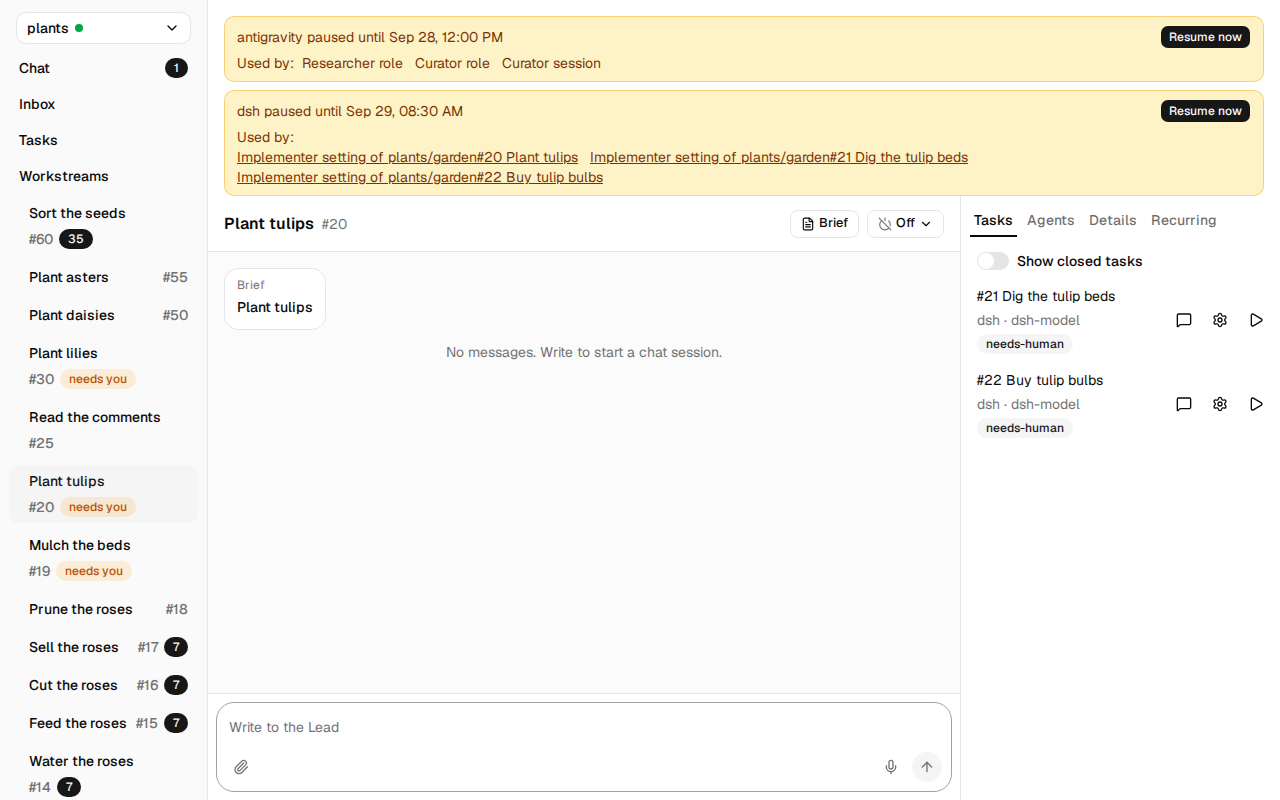 plants
Chat 1
Inbox
Tasks
Workstreams
Sort the seeds
#60 35
Plant asters #55
Plant daisies #50
Plant lilies
#30 needs you
Read the comments
#25
Plant tulips
#20 needs you
Mulch the beds
#19 needs you
Prune the roses #18
Sell the roses #17 7
Cut the roses #16 7
Feed the roses #15 7
Water the roses
#14 7
antigravity paused until Sep 28, 12:00 PM
Resume now
Used by: Researcher role Curator role Curator session
dsh paused until Sep 29, 08:30 AM
Resume now
Used by:
Implementer setting of plants/garden#20 Plant tulips Implementer setting of plants/garden#21 Dig the tulip beds
Implementer setting of plants/garden#22 Buy tulip bulbs
Plant tulips #20
Brief
Off
Brief
Plant tulips
No messages. Write to start a chat session.
Write to the Lead
Tasks Agents Details Recurring
Show closed tasks
#21 Dig the tulip beds
dsh · dsh-model
needs-human
#22 Buy tulip bulbs
dsh · dsh-model
needs-human